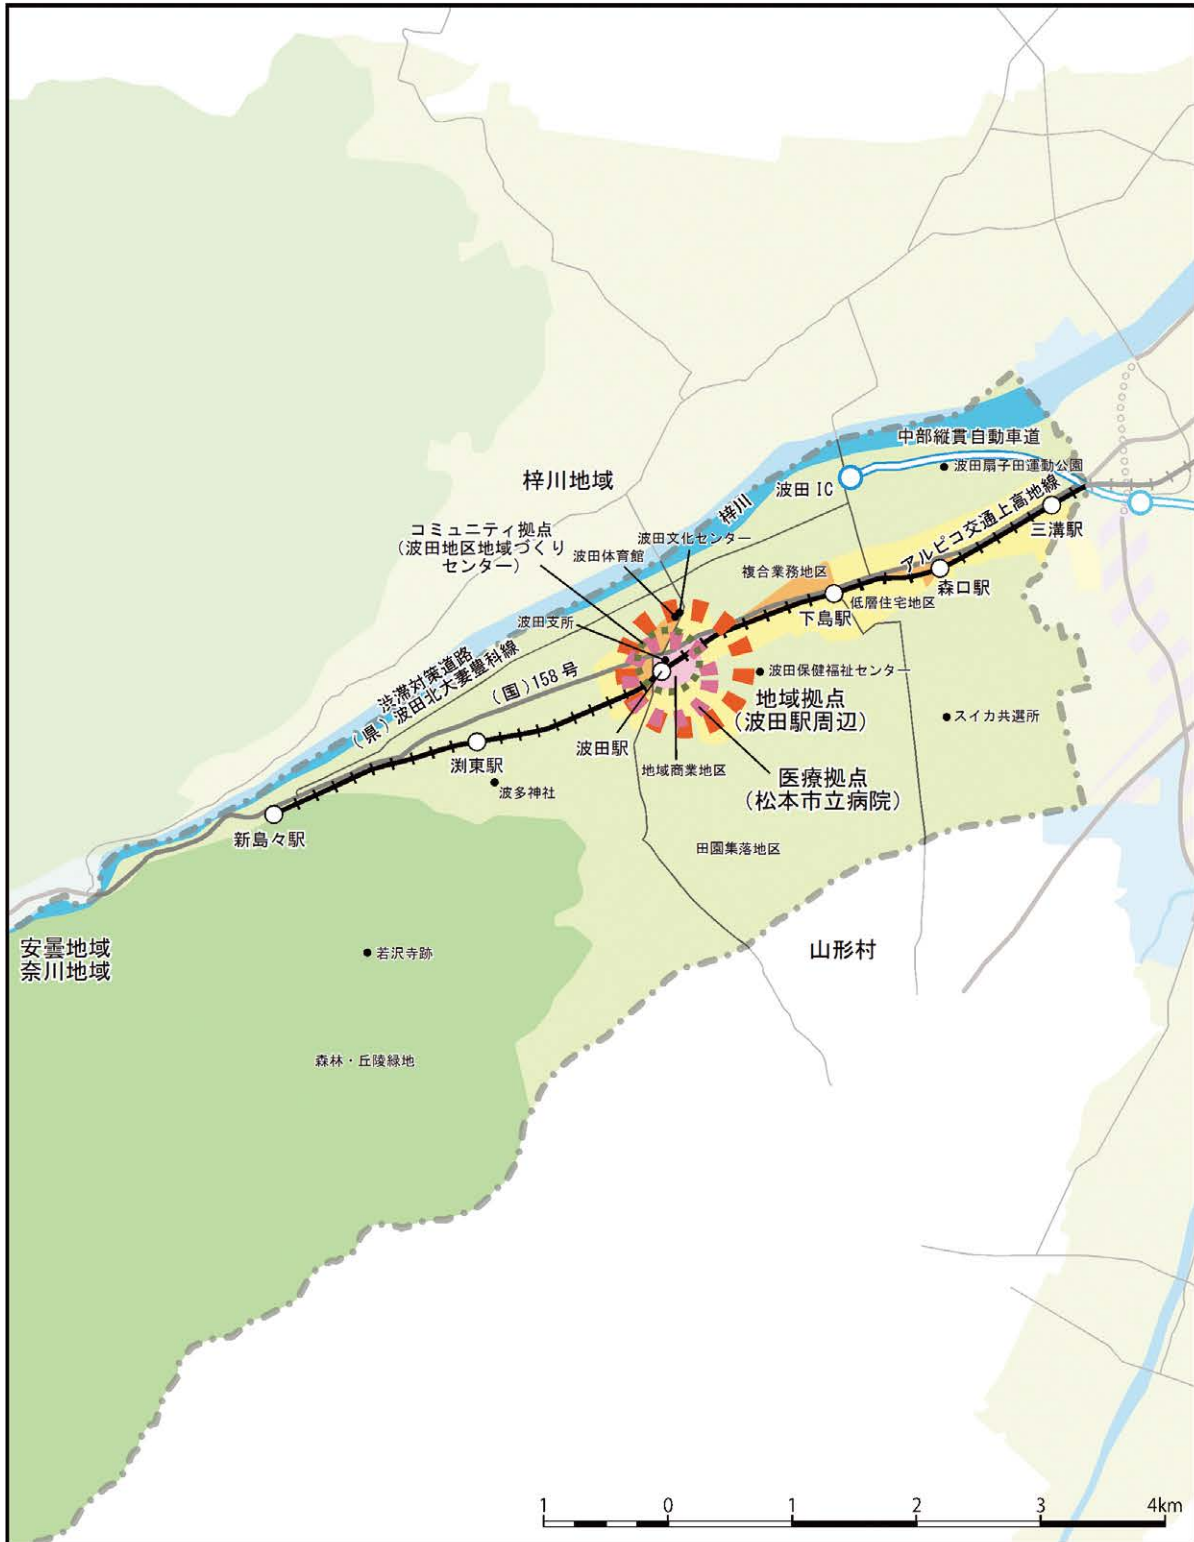 中部縦貫自動車道
波田扇子田運動公園
梓川地域
波田 IC
梓川
アルピコ交通上高地線
三溝駅
コミュニティ拠点
（波田地区地域づくり
センター）
波田文化センター
波田体育館
複合業務地区
森口駅
下島駅
低層住宅地区
波田支所
渋滞対策道路
（県）波田北大妻豊科線
（国）158号
波田保健福祉センター
地域拠点
（波田駅周辺）
スイカ共選所
波田駅
渕東駅
地域商業地区
医療拠点
（松本市立病院）
波多神社
新島々駅
田園集落地区
安曇地域
奈川地域
若沢寺跡
山形村
森林・丘陵緑地
1 0 1 2 3 4km